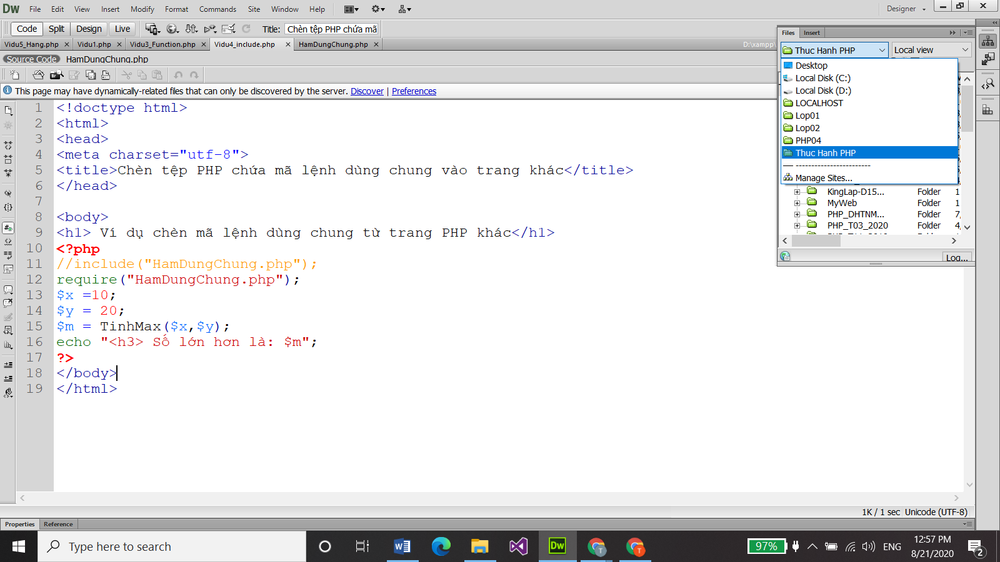 Dw File Edit View Insert Modify Format Commands Site Window Help Designer
Code Split Design Live Title: Chèn tệp PHP chứa mã
Vidu5_Hang.php × Vidu1.php × Vidu3_Function.php × Vidu4_include.php × HamDungChung.php × D:\xampp\
Source Code HamDungChung.php
This page may have dynamically-related files that can only be discovered by the server. Discover | Preferences
1 <!doctype html>
2 <html>
3 <head>
4 <meta charset="utf-8">
5 <title>Chèn tệp PHP chứa mã lệnh dùng chung vào trang khác</title>
6 </head>
7
8 <body>
9 <h1> Ví dụ chèn mã lệnh dùng chung từ trang PHP khác</h1>
10 <?php
11 //include("HamDungChung.php");
12 require("HamDungChung.php");
13 $x =10;
14 $y = 20;
15 $m = TinhMax($x,$y);
16 echo "<h3> Số lớn hơn là: $m";
17 ?>
18 </body>
19 </html>
Files Insert
Thuc Hanh PHP Local view
Desktop
Local Disk (C:)
Local Disk (D:)
LOCALHOST
Lop01
Lop02
PHP04
Thuc Hanh PHP
------------------------
Manage Sites...
KingLap-D15... Folder 1
MyWeb Folder 1
PHP_DHTNM... Folder 7,
PHP_T03_2020 Folder 4,
Log...
1K / 1 sec Unicode (UTF-8)
Properties Reference
Type here to search
W Dw T T 97% ENG 12:57 PM
8/21/2020 2